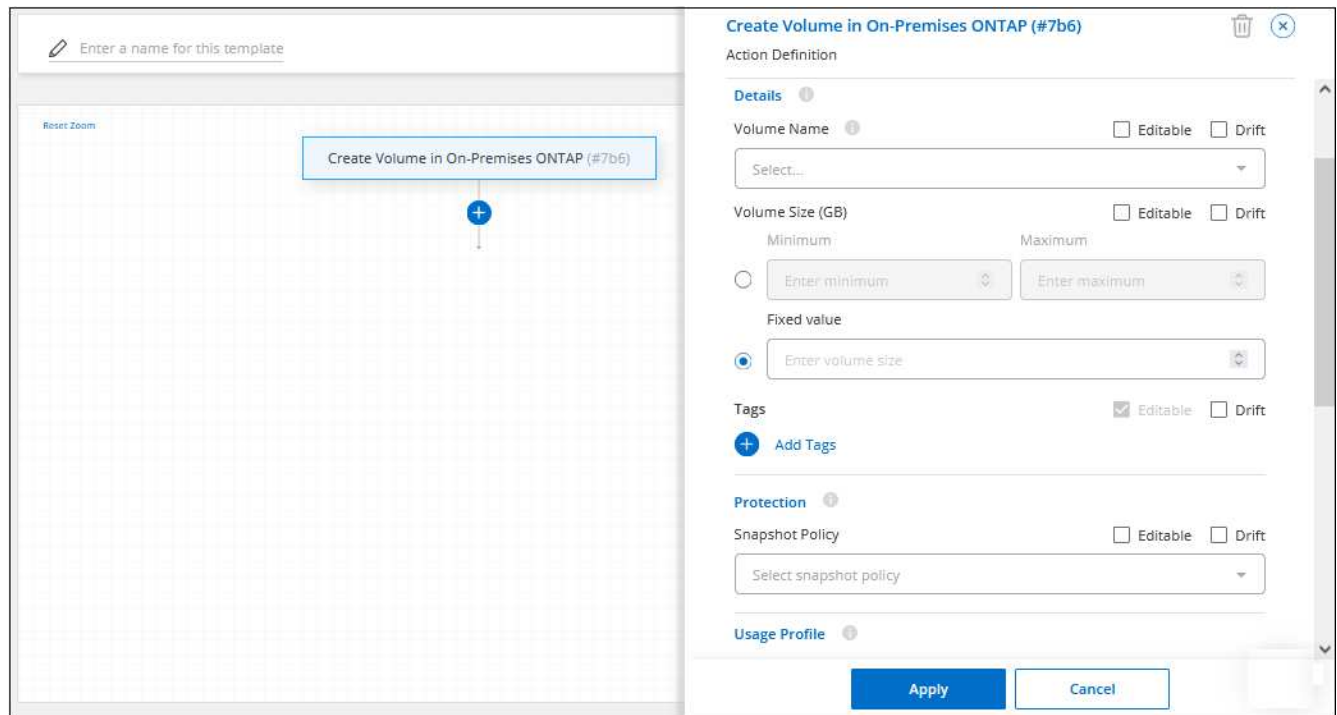 Enter a name for this template
Reset Zoom
Create Volume in On-Premises ONTAP (#7b6)
Create Volume in On-Premises ONTAP (#7b6)
Action Definition
Details
Volume Name Editable Drift
Select...
Volume Size (GB) Editable Drift
Minimum Maximum
Enter minimum Enter maximum
Fixed value
Enter volume size
Tags Editable Drift
Add Tags
Protection
Snapshot Policy Editable Drift
Select snapshot policy
Usage Profile
Apply Cancel